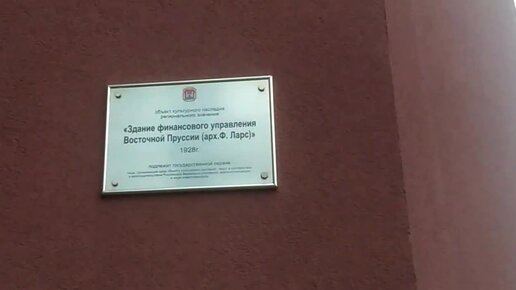 объект культурного наследия
регионального значения
«Здание финансового управления
Восточной Пруссии (арх.Ф. Ларс)»
1928г.
подлежит государственной охране